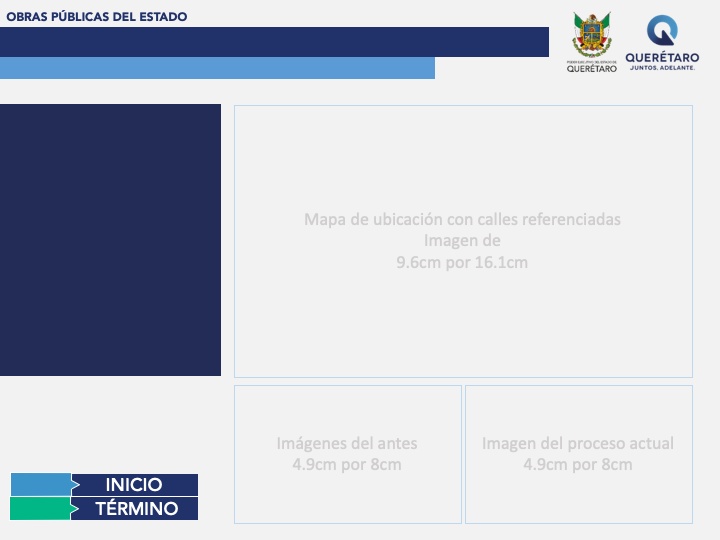 OBRAS PÚBLICAS DEL ESTADO
PODER EJECUTIVO DEL ESTADO DE
QUERÉTARO
QUERÉTARO
JUNTOS. ADELANTE.
Mapa de ubicación con calles referenciadas
Imagen de
9.6cm por 16.1cm
Imágenes del antes
4.9cm por 8cm
Imagen del proceso actual
4.9cm por 8cm
INICIO
TÉRMINO